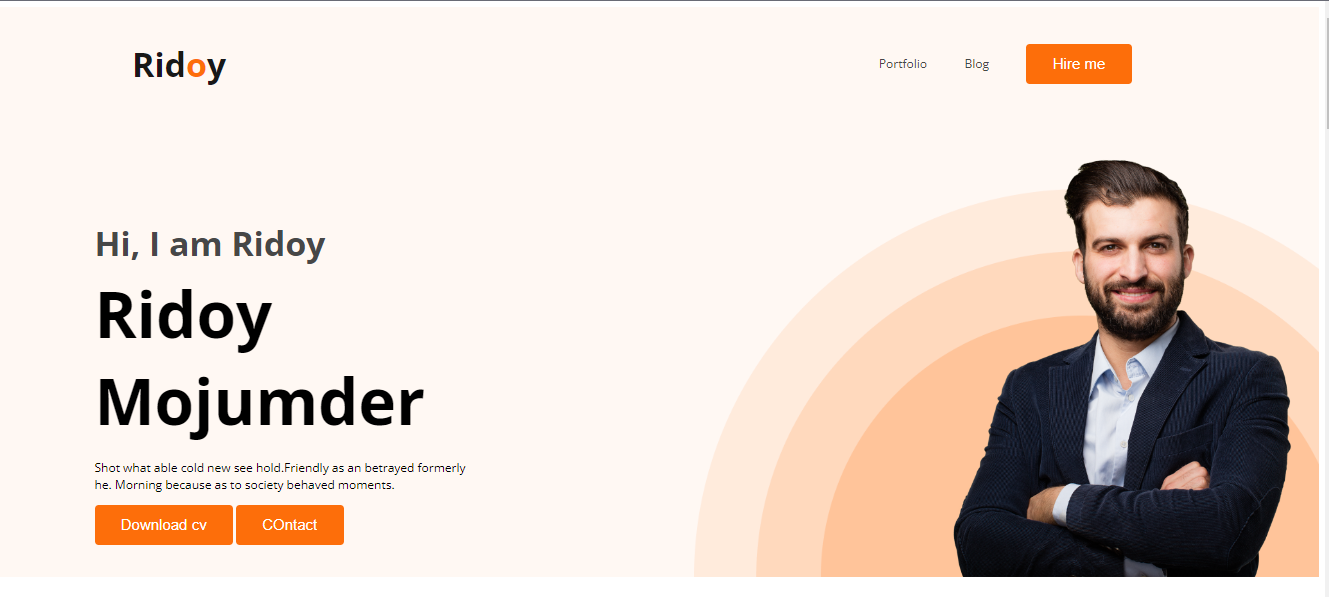 Ridoy
Portfolio
Blog
Hire me
Hi, I am Ridoy
Ridoy
Mojumder
Shot what able cold new see hold.Friendly as an betrayed formerly
he. Morning because as to society behaved moments.
Download cv
COntact